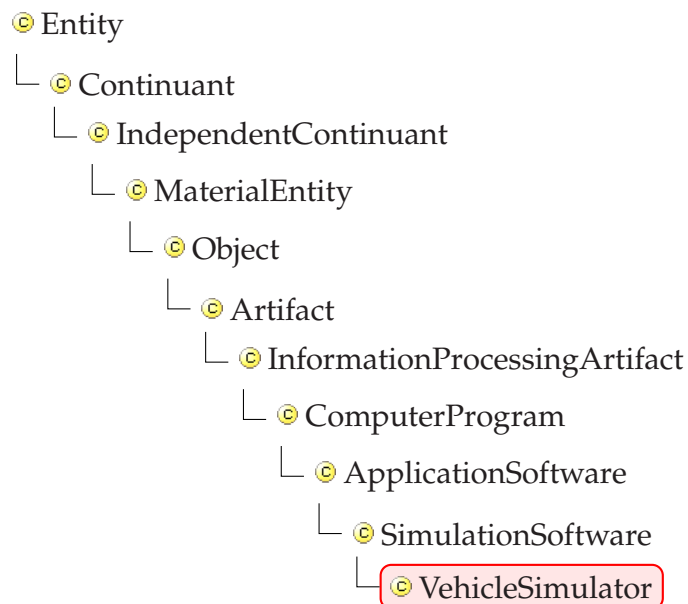 Entity
Continuant
IndependentContinuant
MaterialEntity
Object
Artifact
InformationProcessingArtifact
ComputerProgram
ApplicationSoftware
SimulationSoftware
VehicleSimulator